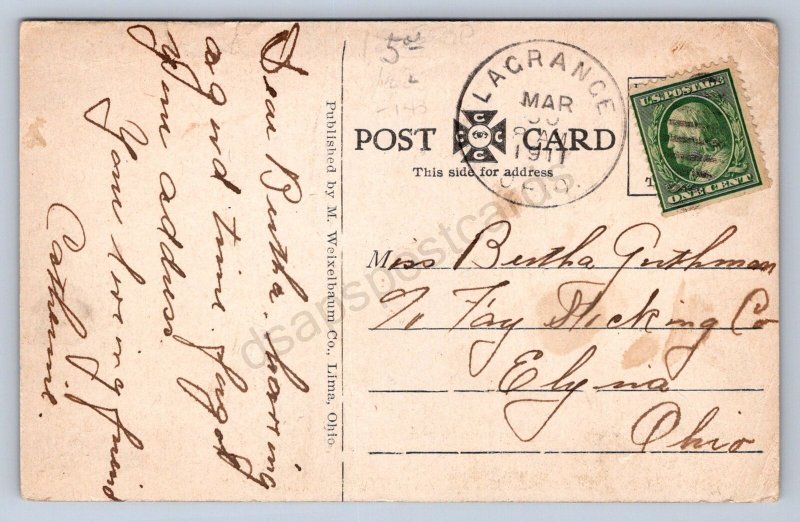 Dear Bertha, having
a good time. forgot
your address.
Your loving friend
Catherine.
Published by M. Weixelbaum Co., Lima, Ohio.
LAGRANGE
MAR
1911
POST CARD
This side for address
U.S. POSTAGE
ONE CENT
Miss Bertha Guthman
c/o Fay Stocking Co
Elyria
Ohio
dsapspostcards